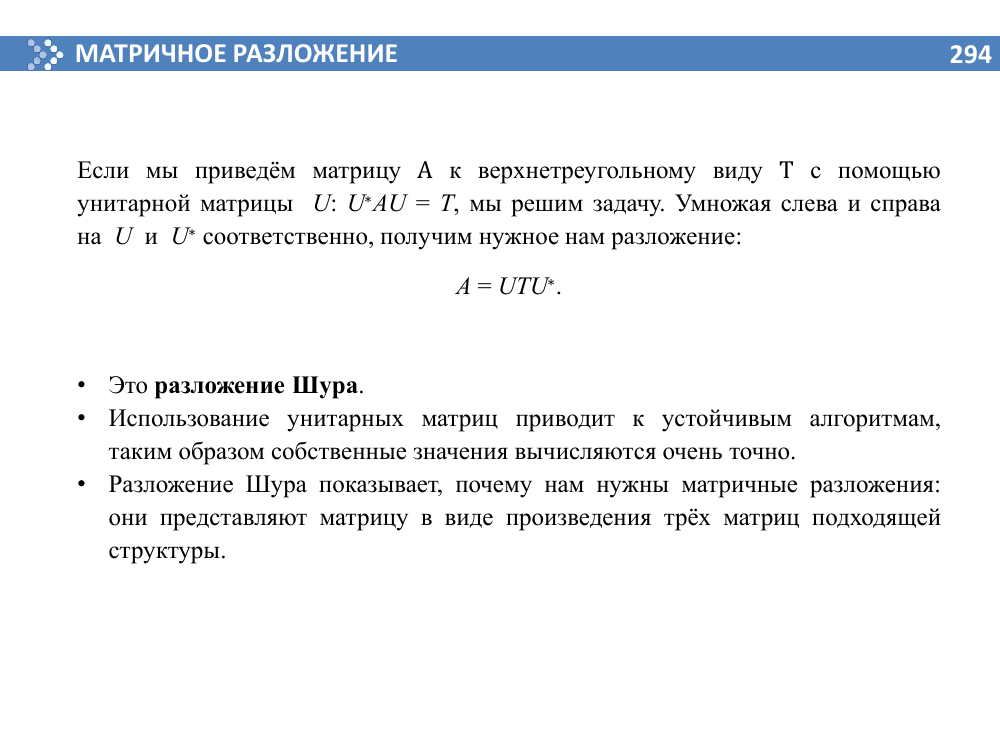 МАТРИЧНОЕ РАЗЛОЖЕНИЕ
294
Если мы приведём матрицу A к верхнетреугольному виду T с помощью
унитарной матрицы U: U*AU = T, мы решим задачу. Умножая слева и справа
на U и U* соответственно, получим нужное нам разложение:
A = UTU*.
• Это разложение Шура.
• Использование унитарных матриц приводит к устойчивым алгоритмам,
таким образом собственные значения вычисляются очень точно.
• Разложение Шура показывает, почему нам нужны матричные разложения:
они представляют матрицу в виде произведения трёх матриц подходящей
структуры.